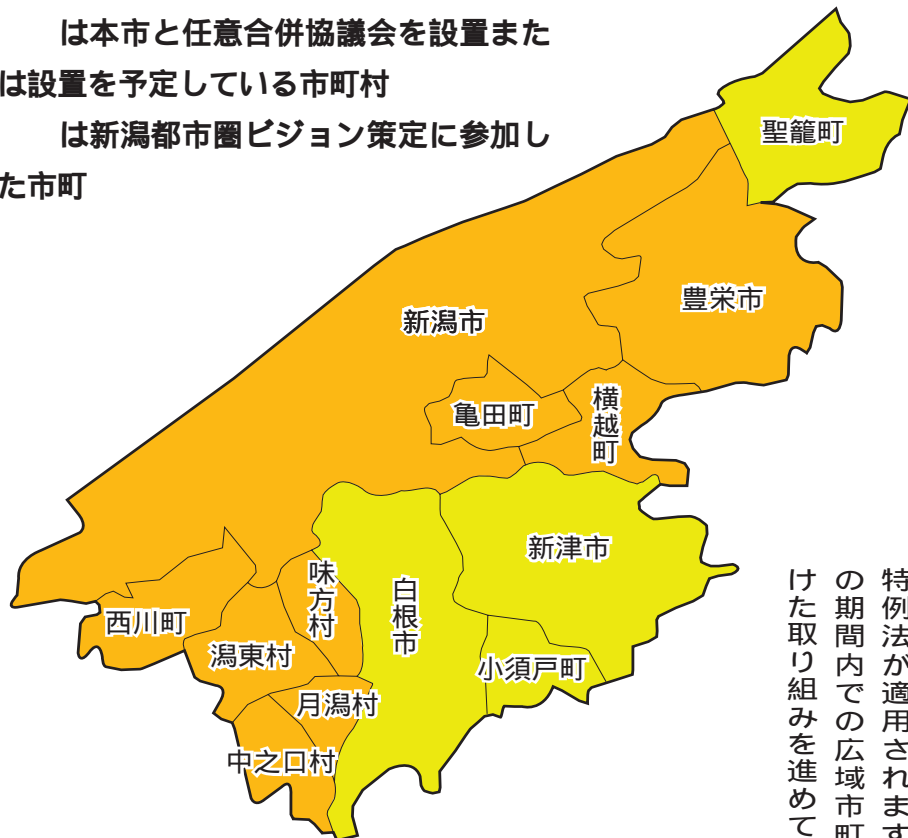 は本市と任意合併協議会を設置また
は設置を予定している市町村
は新潟都市圏ビジョン策定に参加し
た市町
聖籠町
豊栄市
新潟市
亀田町
横越町
新津市
白根市
小須戸町
味方村
西川町
潟東村
月潟村
中之口村
特例法が適用されます
の期間内での広域市町
けた取り組みを進めて